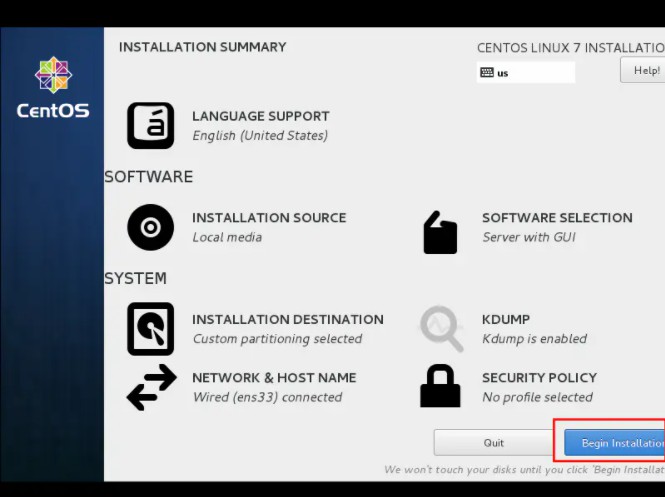 INSTALLATION SUMMARY
CENTOS LINUX 7 INSTALLATIO
us
Help!
CentOS
LANGUAGE SUPPORT
English (United States)
SOFTWARE
INSTALLATION SOURCE
Local media
SOFTWARE SELECTION
Server with GUI
SYSTEM
INSTALLATION DESTINATION
Custom partitioning selected
KDUMP
Kdump is enabled
NETWORK & HOST NAME
Wired (ens33) connected
SECURITY POLICY
No profile selected
Quit
Begin Installation
We won't touch your disks until you click 'Begin Installat